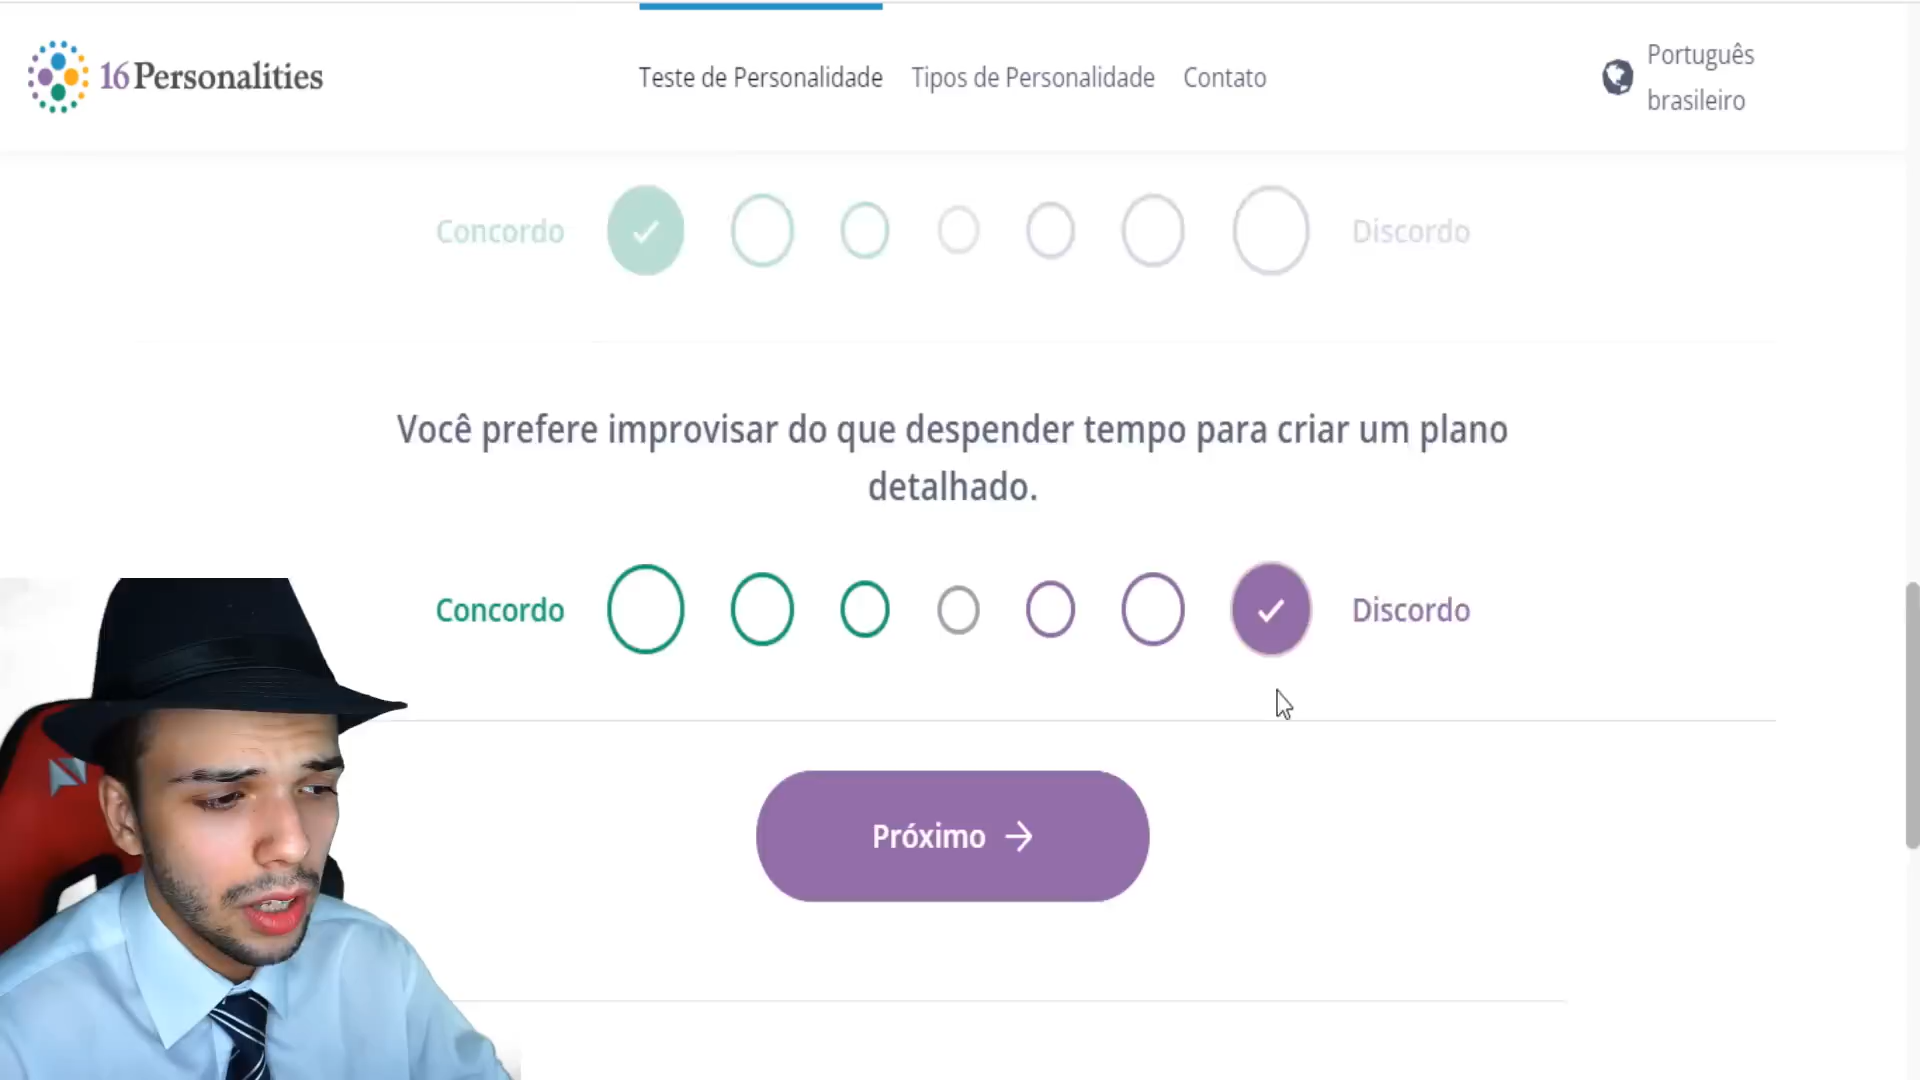 16Personalities
Teste de Personalidade
Tipos de Personalidade
Contato
Português
brasileiro
Concordo
Discordo
Você prefere improvisar do que despender tempo para criar um plano
detalhado.
Concordo
Discordo
Próximo →